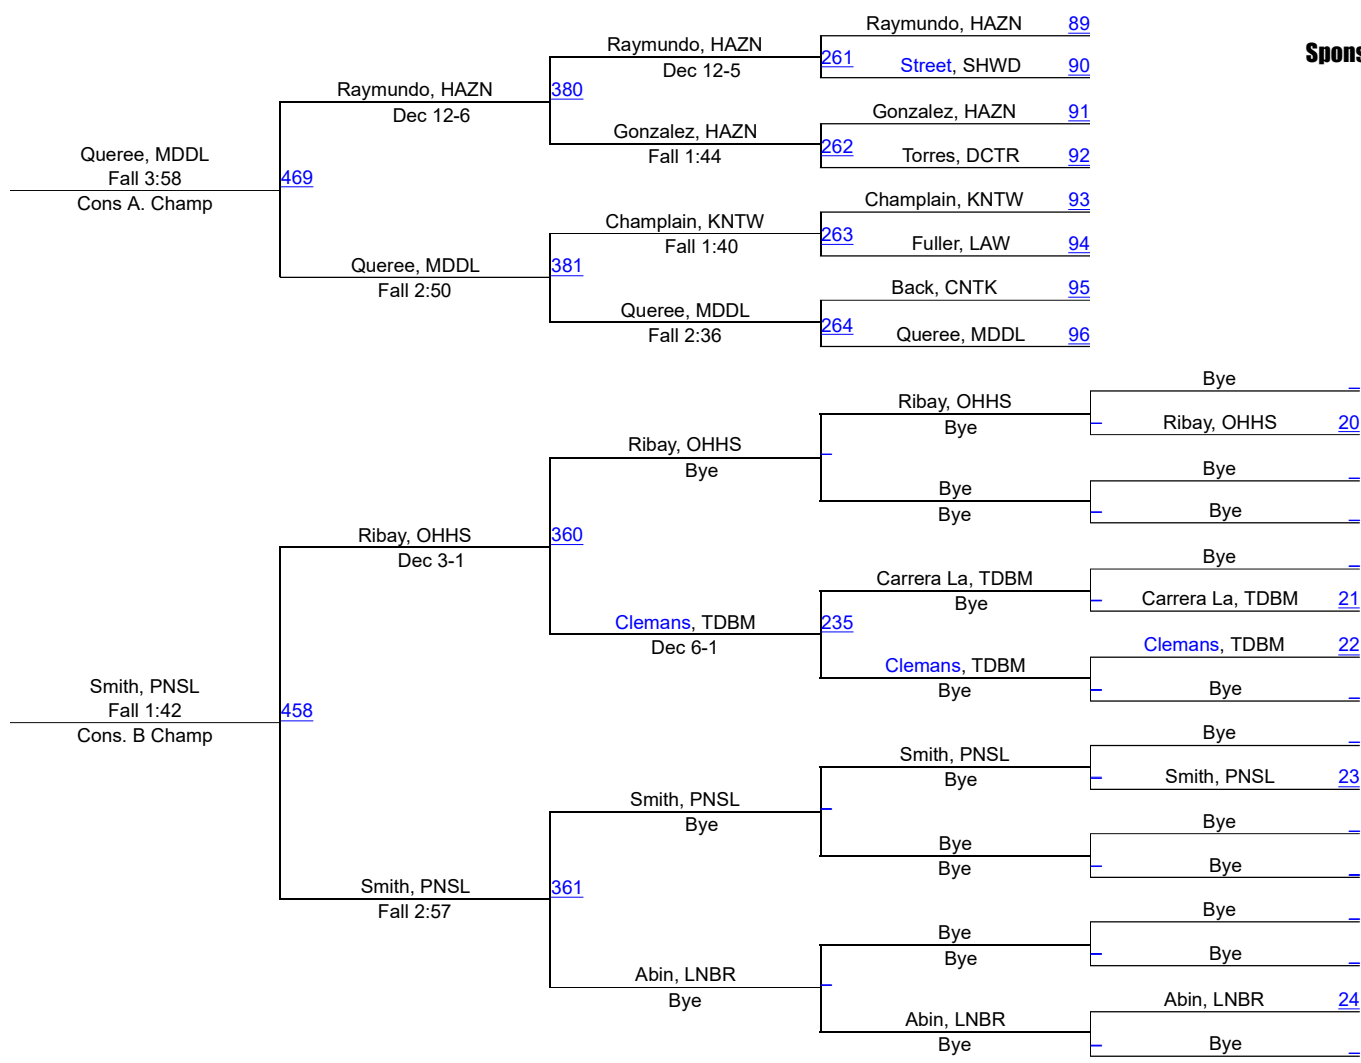 Raymundo, HAZN 89
Raymundo, HAZN
Spons
261
Street, SHWD 90
Dec 12-5
Raymundo, HAZN
380
Gonzalez, HAZN 91
Dec 12-6
Gonzalez, HAZN
Queree, MDDL
262
Torres, DCTR 92
Fall 1:44
Fall 3:58
469
Cons A. Champ
Champlain, KNTW 93
Champlain, KNTW
263
Fuller, LAW 94
Fall 1:40
Queree, MDDL
381
Back, CNTK 95
Fall 2:50
Queree, MDDL
264
Queree, MDDL 96
Fall 2:36
Bye _
Ribay, OHHS
_ Ribay, OHHS 20
Bye
Ribay, OHHS
_
Bye
Bye _
Bye
_ Bye _
Bye
Ribay, OHHS
360
Dec 3-1
Bye _
Carrera La, TDBM
_ Carrera La, TDBM 21
Bye
Clemans, TDBM
235
Dec 6-1
Clemans, TDBM 22
Clemans, TDBM
_ Bye _
Bye
Smith, PNSL
Fall 1:42
458
Cons. B Champ
Bye _
Smith, PNSL
_ Smith, PNSL 23
Bye
Smith, PNSL
_
Bye
Bye _
Bye
_ Bye _
Bye
Smith, PNSL
361
Fall 2:57
Bye _
Bye
_ Bye _
Bye
Abin, LNBR
_
Bye
Abin, LNBR 24
Abin, LNBR
_ Bye _
Bye